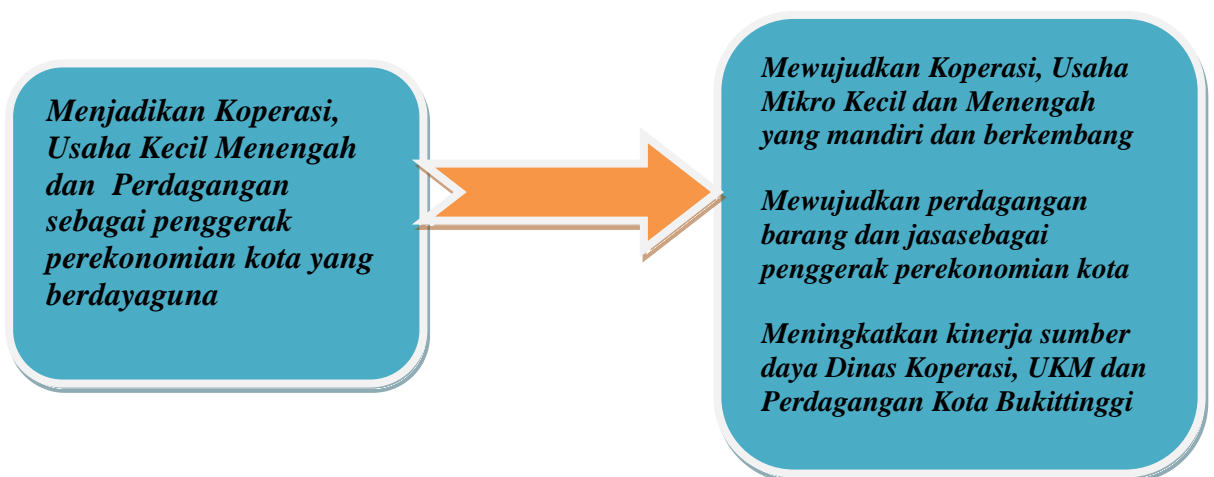 Menjadikan Koperasi,
Usaha Kecil Menengah
dan Perdagangan
sebagai penggerak
perekonomian kota yang
berdayaguna
Mewujudkan Koperasi, Usaha
Mikro Kecil dan Menengah
yang mandiri dan berkembang
Mewujudkan perdagangan
barang dan jasasebagai
penggerak perekonomian kota
Meningkatkan kinerja sumber
daya Dinas Koperasi, UKM dan
Perdagangan Kota Bukittinggi